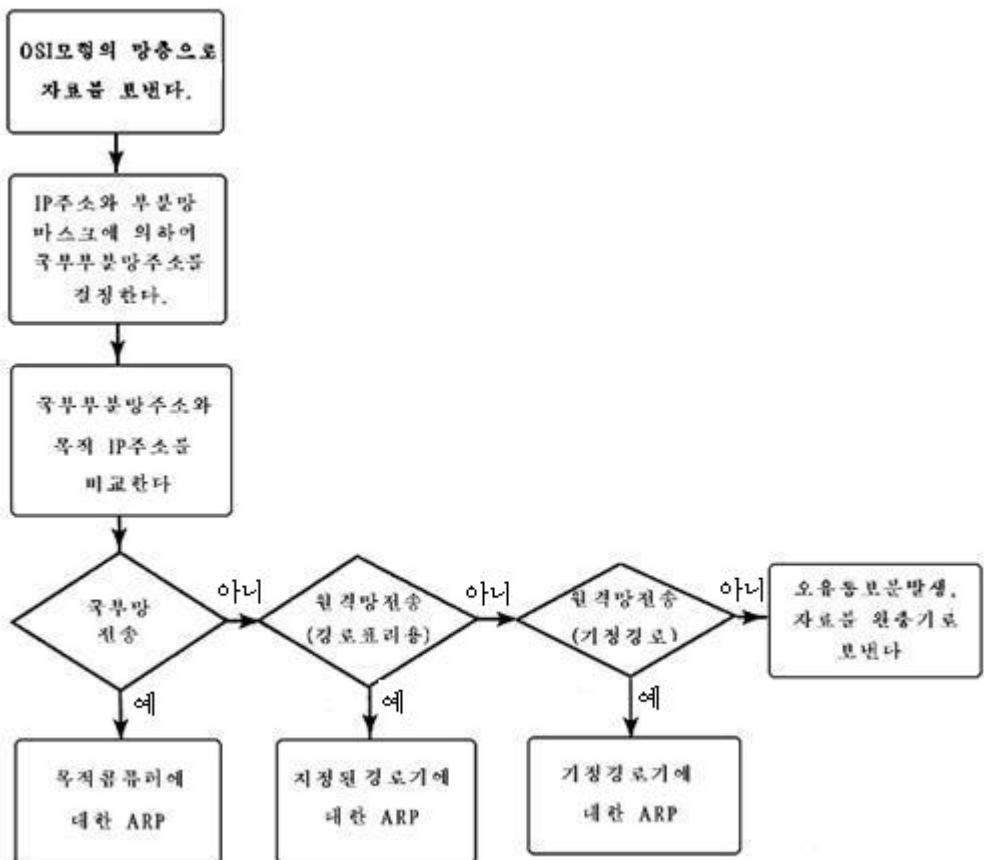 OSI모형의 망층으로
자료를 보낸다.
IP주소와 부분망
마스크에 의하여
국부부분망주소를
결정한다.
국부부분망주소와
목적 IP주소를
비교한다
국부망
전송
아니
원격망전송
(경로표리용)
아니
원격망전송
(기정경로)
아니
오유통보문발생,
자료를 완충기로
보낸다
예
예
예
목적콤퓨터에
대한 ARP
지정된 경로기에
대한 ARP
기정경로기에
대한 ARP